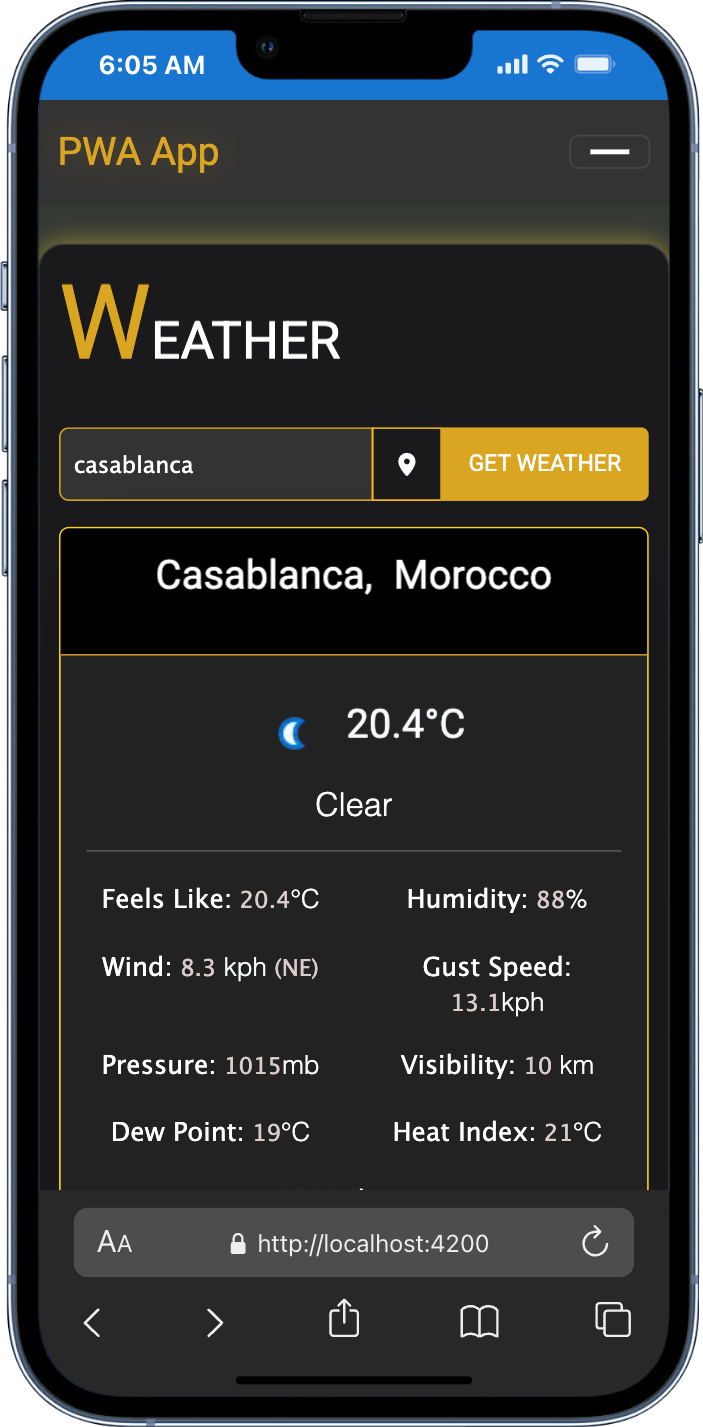 6:05 AM
PWA App
WEATHER
casablanca
GET WEATHER
Casablanca, Morocco
20.4°C
Clear
Feels Like: 20.4°C
Humidity: 88%
Wind: 8.3 kph (NE)
Gust Speed:
13.1kph
Pressure: 1015mb
Visibility: 10 km
Dew Point: 19°C
Heat Index: 21°C
AA
http://localhost:4200